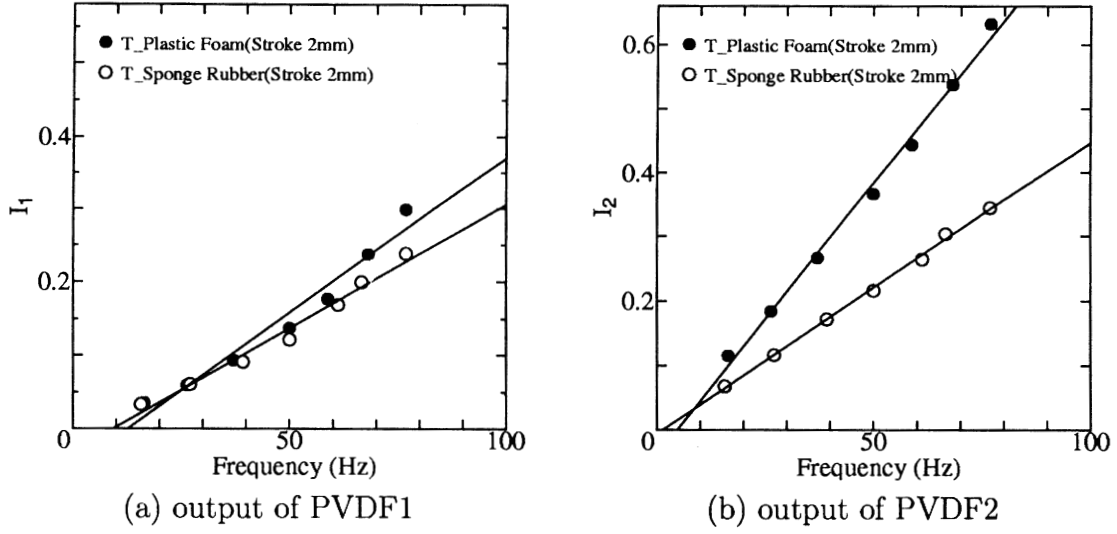 T_Plastic Foam(Stroke 2mm)
T_Sponge Rubber(Stroke 2mm)
0.4
0.2
I1
0 50 100
Frequency (Hz)
(a) output of PVDF1
T_Plastic Foam(Stroke 2mm)
T_Sponge Rubber(Stroke 2mm)
0.6
0.4
0.2
I2
0 50 100
Frequency (Hz)
(b) output of PVDF2